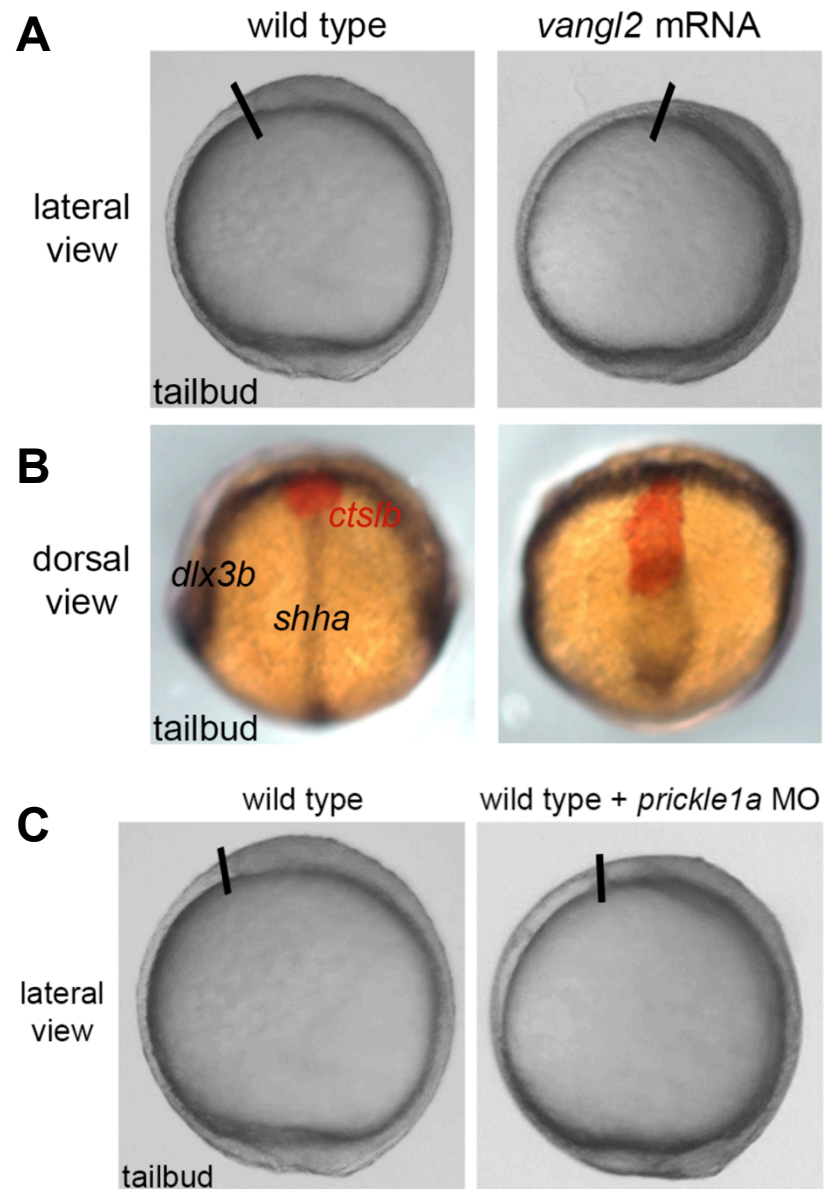 A
wild type
vangl2 mRNA
lateral
view
tailbud
B
dorsal
view
ctslb
dlx3b
shha
tailbud
C
wild type
wild type + prickle1a MO
lateral
view
tailbud